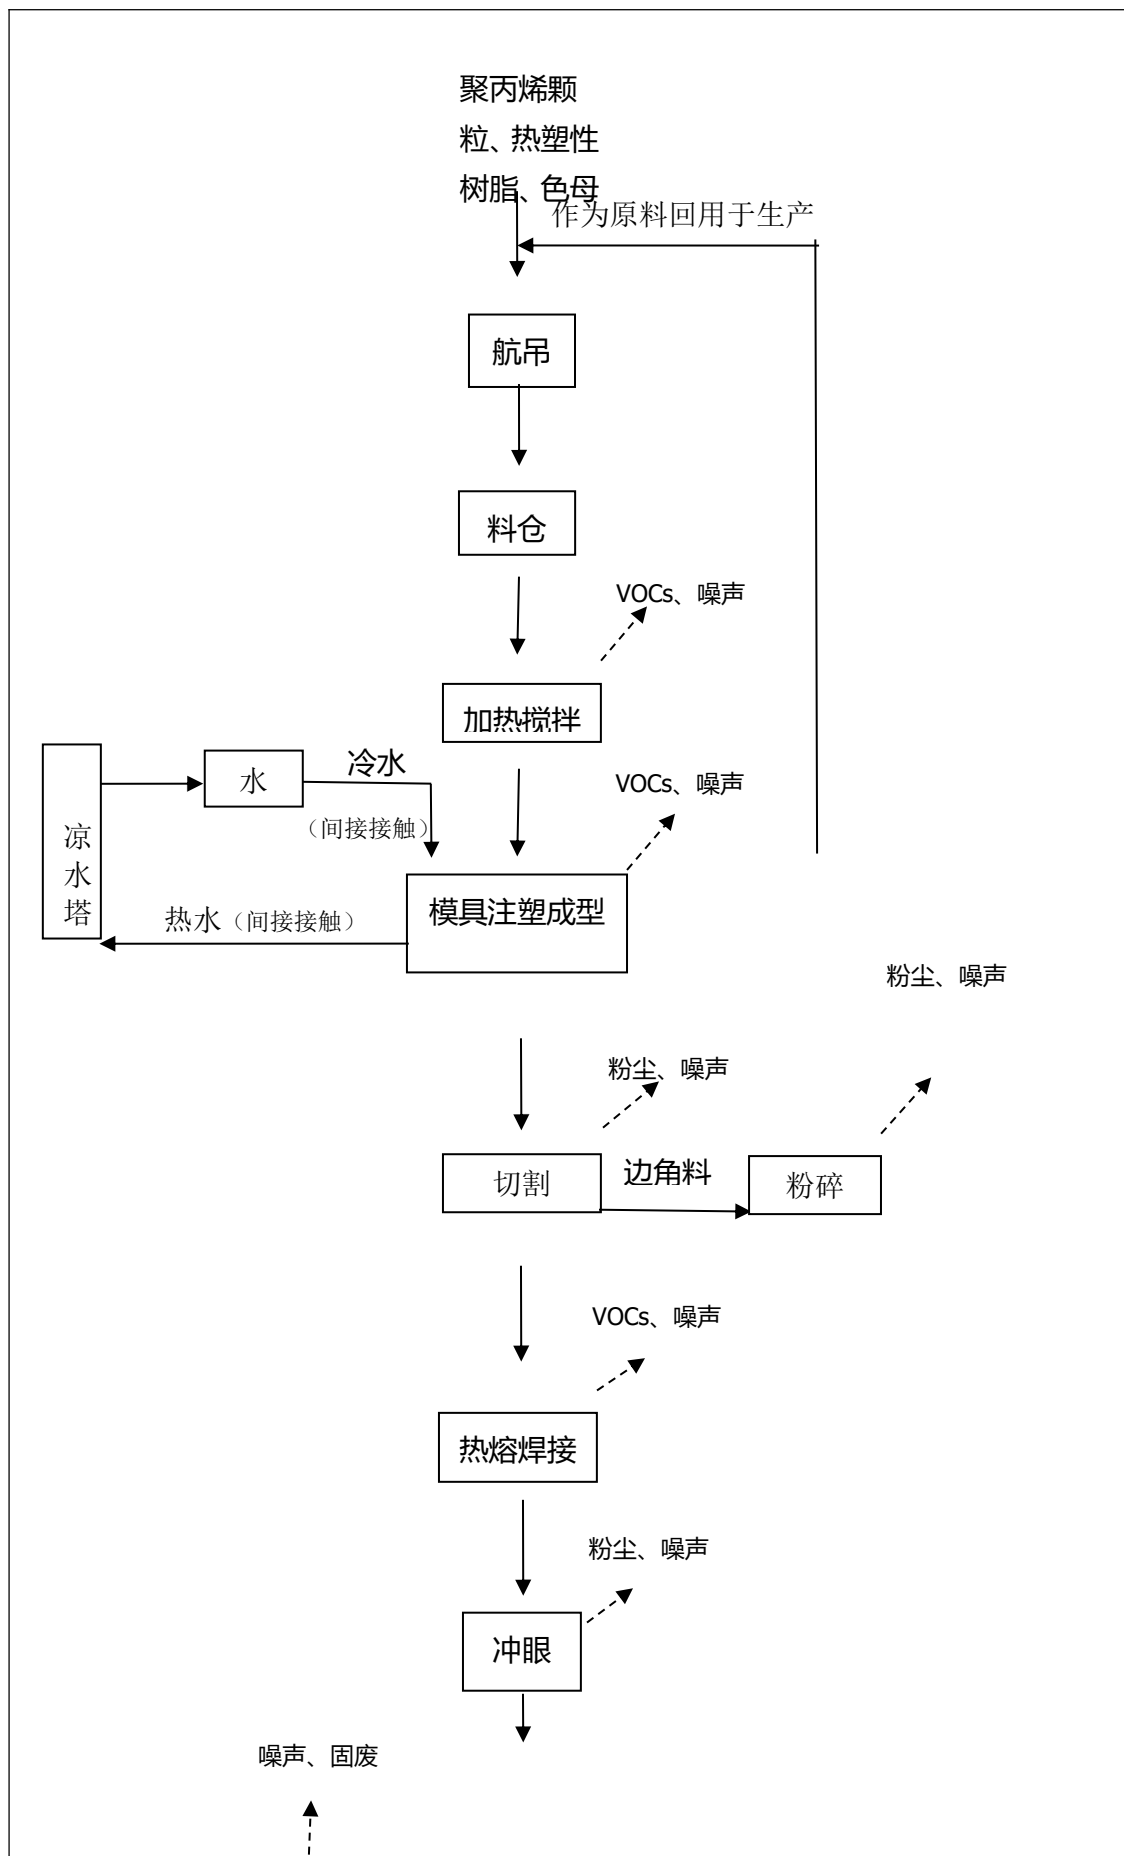 聚丙烯颗
粒、热塑性
树脂、色母
作为原料回用于生产
航吊
料仓
VOCs、噪声
加热搅拌
冷水
水
VOCs、噪声
（间接接触）
凉
水
塔
模具注塑成型
热水（间接接触）
粉尘、噪声
粉尘、噪声
切割
边角料
粉碎
VOCs、噪声
热熔焊接
粉尘、噪声
冲眼
噪声、固废